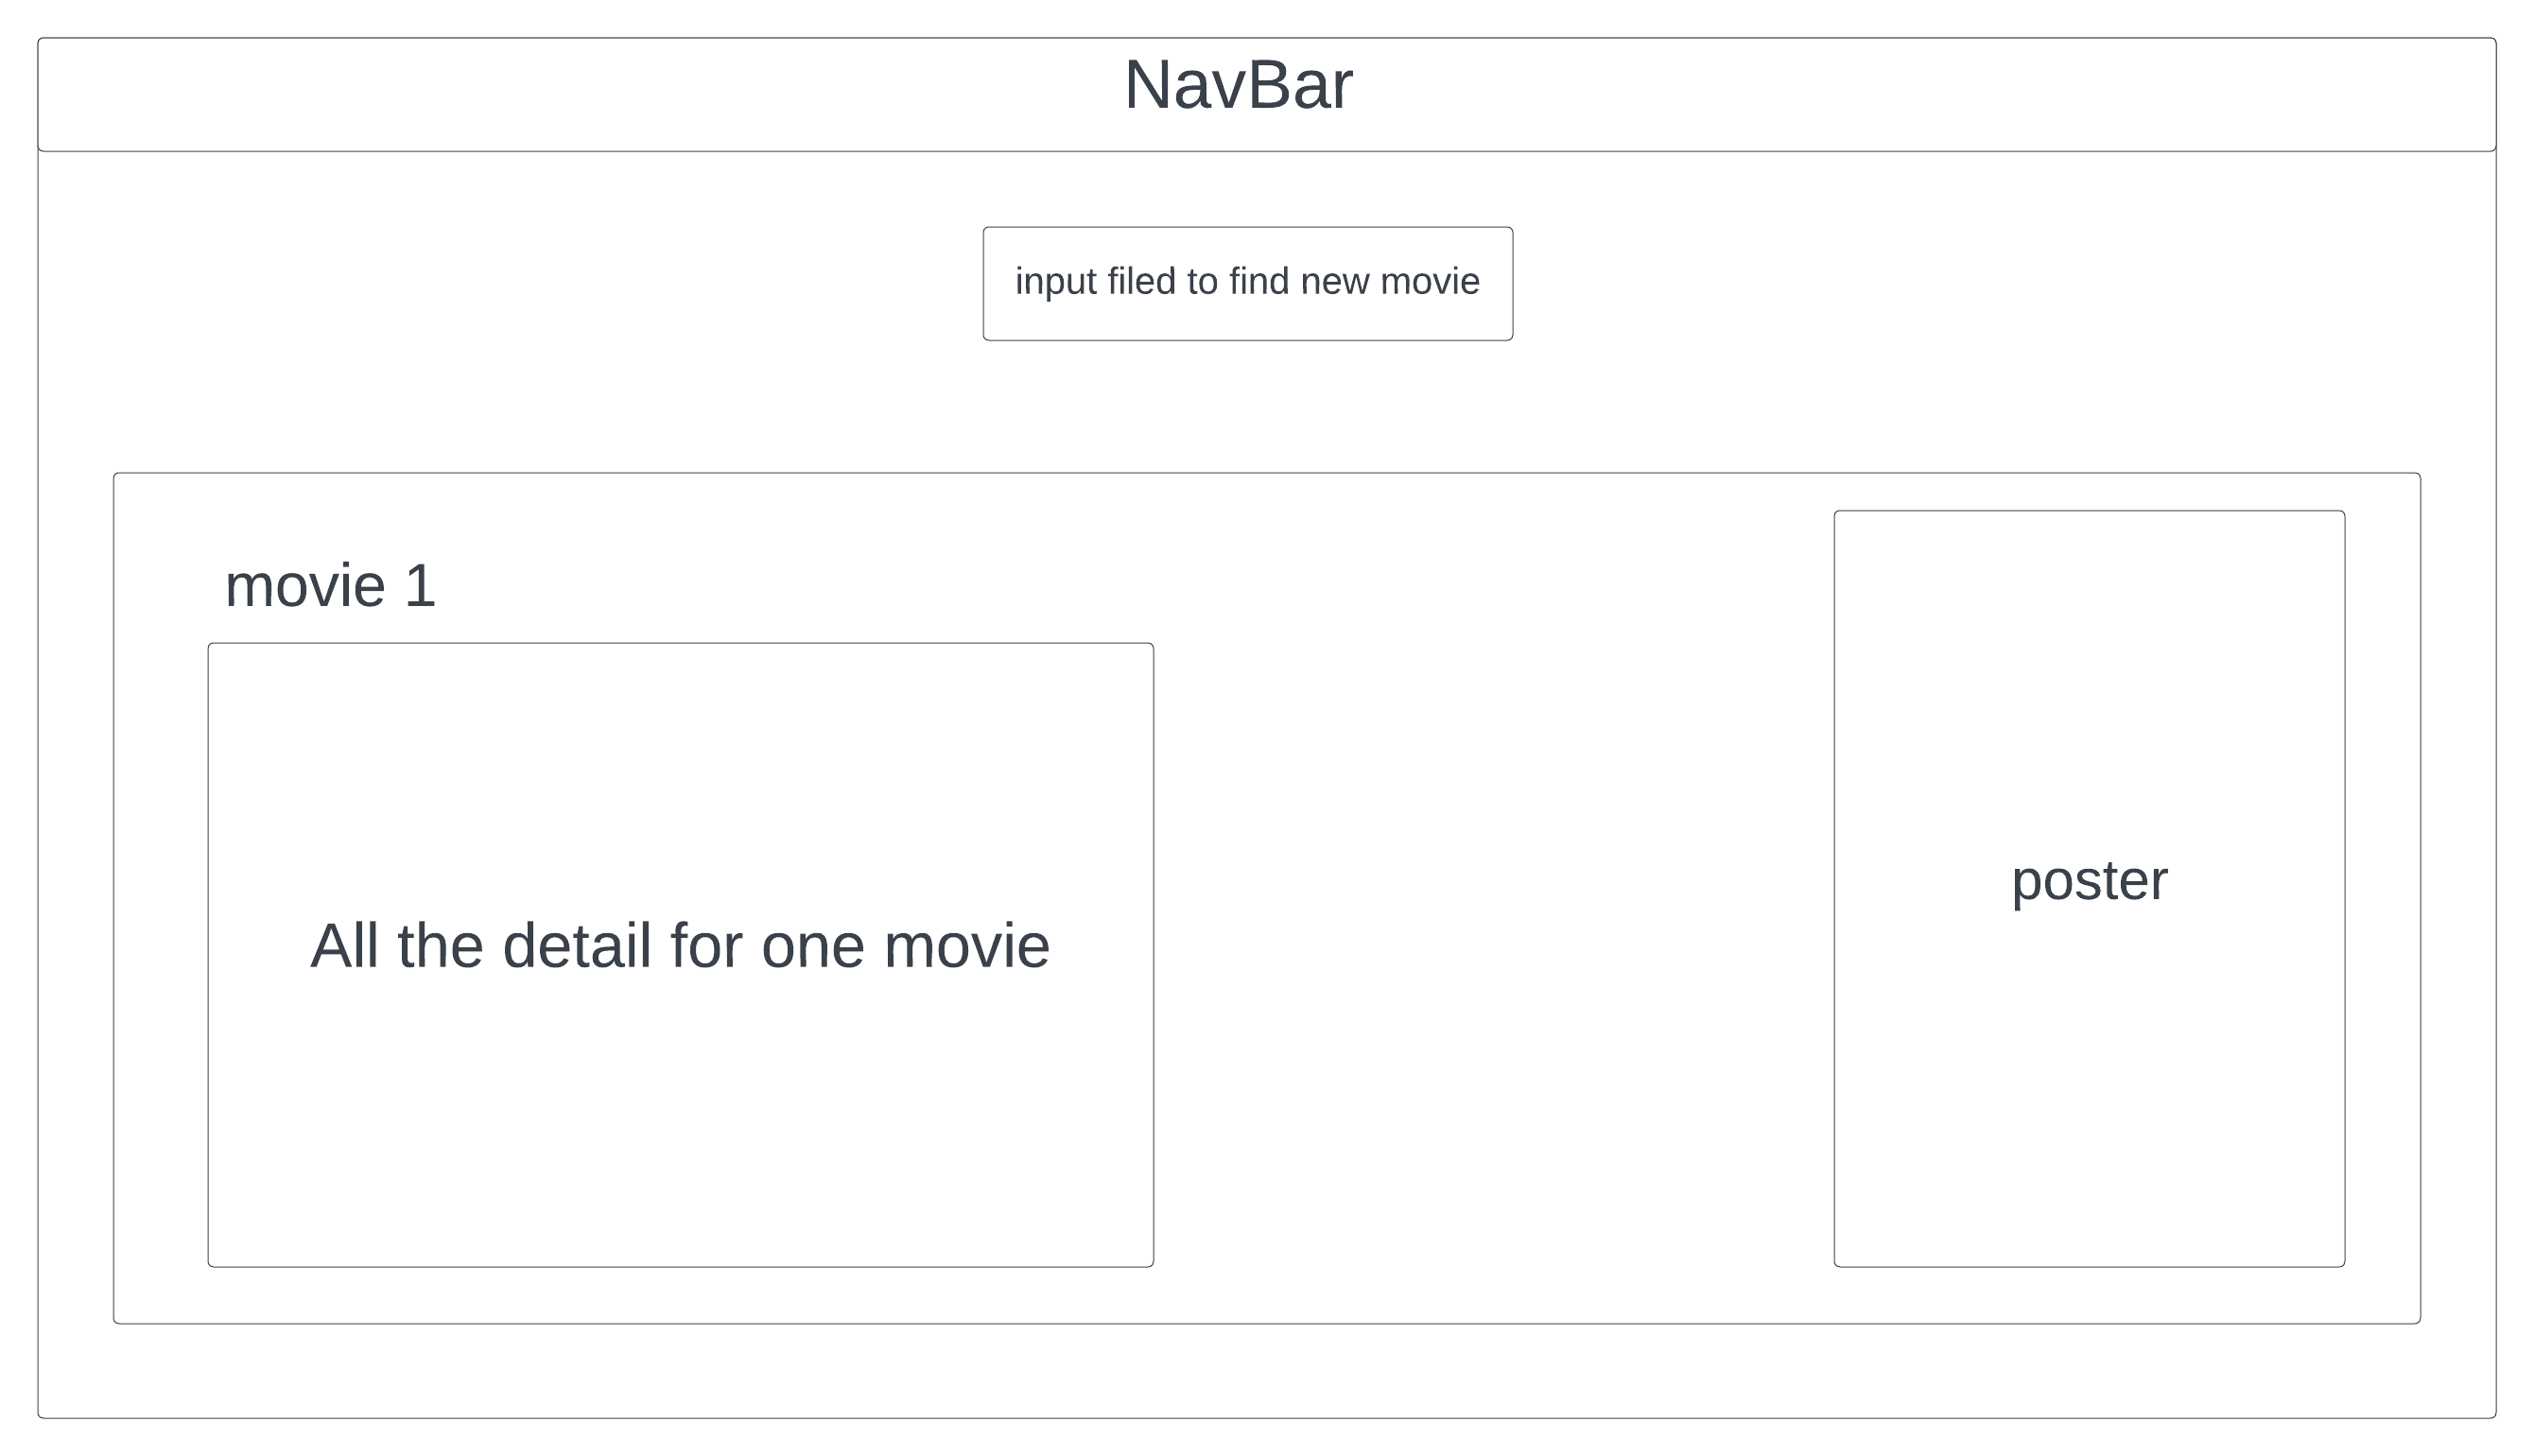 NavBar
input filed to find new movie
movie 1
poster
All the detail for one movie